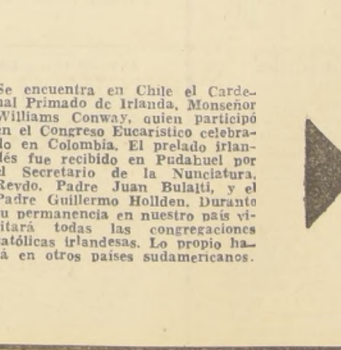 Se encuentra en Chile el Carde-
nal Primado de Irlanda, Monseñor
Williams Conway, quien participó
en el Congreso Eucarístico celebra-
do en Colombia. El prelado irlan-
dés fue recibido en Pudahuel por
el Secretario de la Nunciatura,
Revdo. Padre Juan Bulaiti, y el
Padre Guillermo Hollden. Durante
su permanencia en nuestro país vi-
sitará todas las congregaciones
católicas irlandesas. Lo propio ha-
rá en otros países sudamericanos.